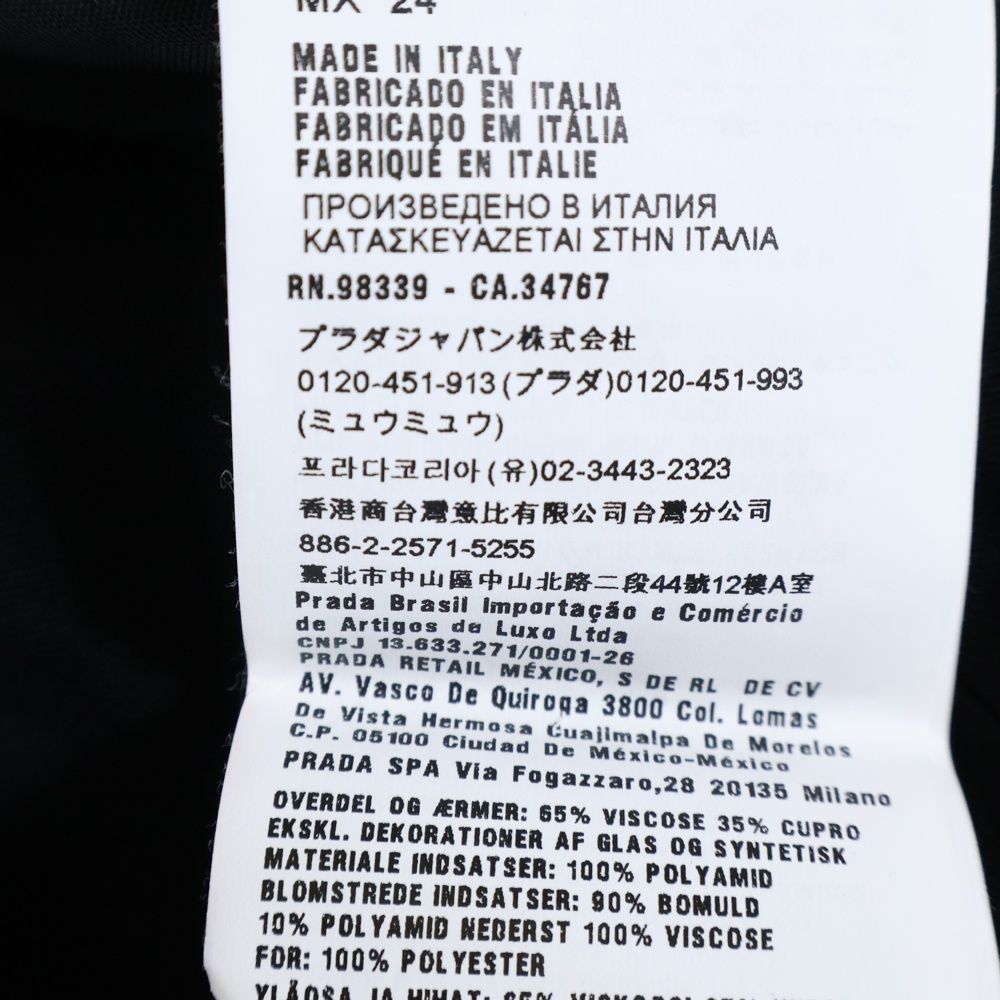 MX 24
MADE IN ITALY
FABRICADO EN ITALIA
FABRICADO EM ITÁLIA
FABRIQUÉ EN ITALIE
ПРОИЗВЕДЕНО В ИТАЛИЯ
ΚΑΤΑΣΚΕΥΑΖΕΤΑΙ ΣΤΗΝ ΙΤΑΛΙΑ
RN.98339 - CA.34767
プラダジャパン株式会社
0120-451-913(プラダ)0120-451-993
(ミュウミュウ)
프라다코리아(유)02-3443-2323
香港商台灣意比有限公司台灣分公司
886-2-2571-5255
臺北市中山區中山北路二段44號12樓A室
Prada Brasil Importação e Comércio
de Artigos de Luxo Ltda
CNPJ 13.633.271/0001-26
PRADA RETAIL MÉXICO, S DE RL DE CV
AV. Vasco De Quiroga 3800 Col. Lomas
De Vista Hermosa Cuajimalpa De Morelos
C.P. 05100 Ciudad De México-México
PRADA SPA Via Fogazzaro,28 20135 Milano
OVERDEL OG ÆRMER: 65% VISCOSE 35% CUPRO
EKSKL. DEKORATIONER AF GLAS OG SYNTETISK
MATERIALE INDSATSER: 100% POLYAMID
BLOMSTREDE INDSATSER: 90% BOMULD
10% POLYAMID NEDERST 100% VISCOSE
FOR: 100% POLYESTER
YLÄOSA JA HIHAT: 65%